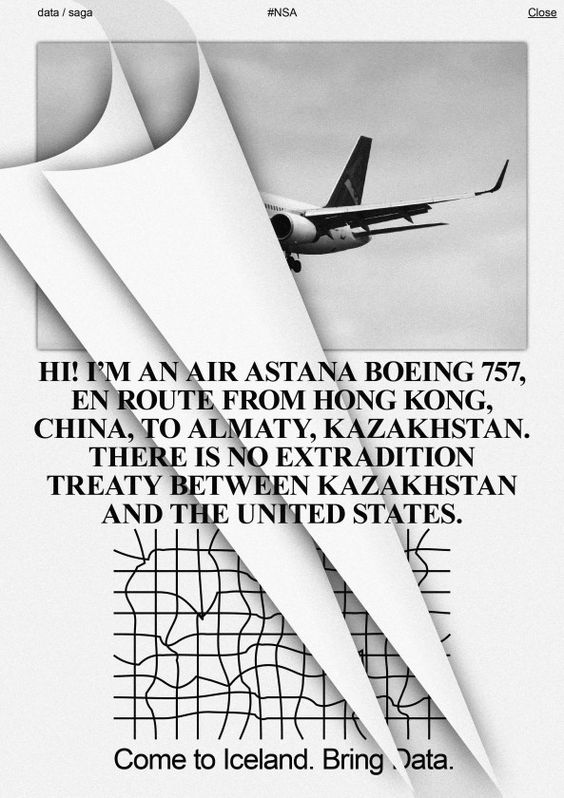 data / saga
#NSA
Close
HI! I'M AN AIR ASTANA BOEING 757,
EN ROUTE FROM HONG KONG,
CHINA, TO ALMATY, KAZAKHSTAN.
THERE IS NO EXTRADITION
TREATY BETWEEN KAZAKHSTAN
AND THE UNITED STATES.
Come to Iceland. Bring Data.